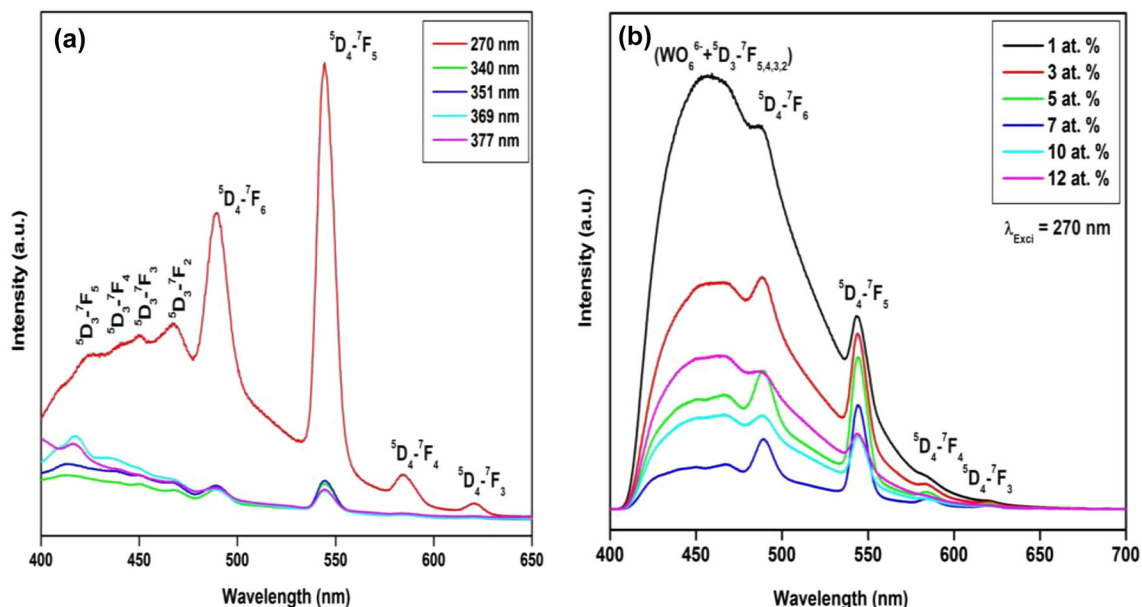 (a)
⁵D₄-⁷F₅
270 nm
340 nm
351 nm
369 nm
377 nm
⁵D₄-⁷F₆
⁵D₃-⁷F₅
⁵D₃-⁷F₄
⁵D₃-⁷F₃
⁵D₃-⁷F₂
⁵D₄-⁷F₄
⁵D₄-⁷F₃
Intensity (a.u.)
400 450 500 550 600 650
Wavelength (nm)
(b)
(WO₆⁶⁻+⁵D₃-⁷F₅,₄,₃,₂)
⁵D₄-⁷F₆
1 at. %
3 at. %
5 at. %
7 at. %
10 at. %
12 at. %
λExci = 270 nm
⁵D₄-⁷F₅
⁵D₄-⁷F₄
⁵D₄-⁷F₃
Intensity (a.u.)
400 450 500 550 600 650 700
Wavelength (nm)